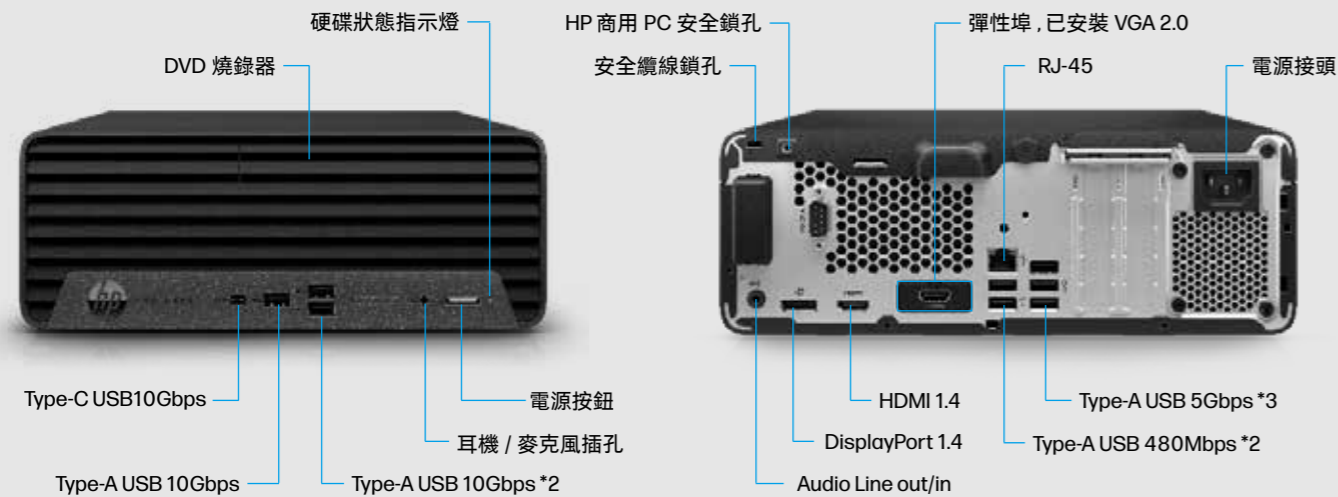 硬碟狀態指示燈
DVD 燒錄器
HP 商用 PC 安全鎖孔
安全纜線鎖孔
彈性埠 , 已安裝 VGA 2.0
RJ-45
電源接頭
hp
Type-C USB10Gbps
電源按鈕
耳機 / 麥克風插孔
Type-A USB 10Gbps
Type-A USB 10Gbps *2
HDMI 1.4
Type-A USB 5Gbps *3
DisplayPort 1.4
Type-A USB 480Mbps *2
Audio Line out/in